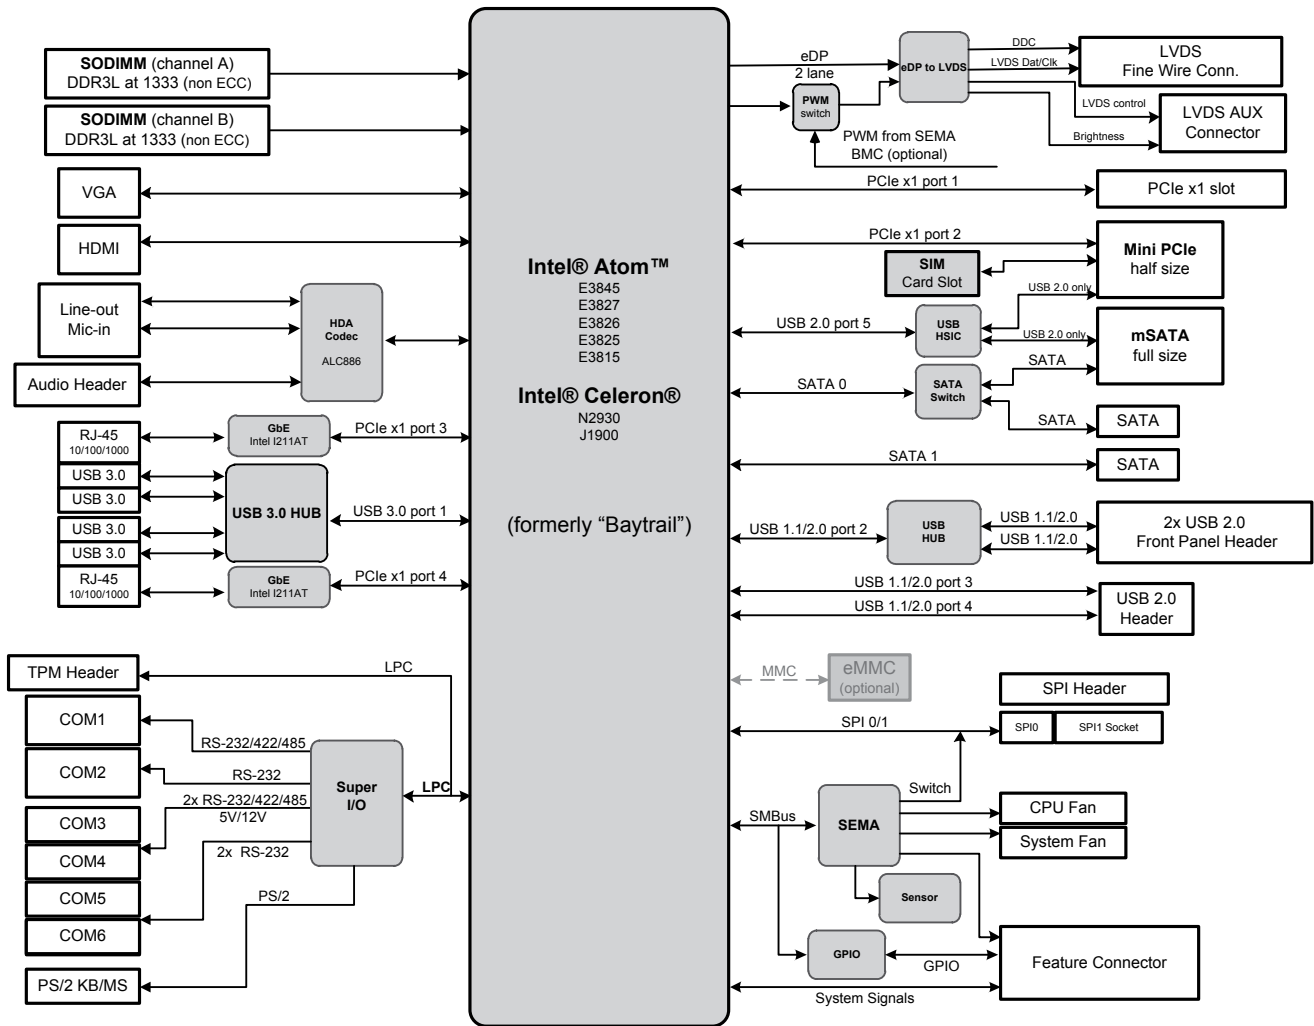 SODIMM (channel A)
DDR3L at 1333 (non ECC)
SODIMM (channel B)
DDR3L at 1333 (non ECC)
VGA
HDMI
Line-out
Mic-in
Audio Header
HDA
Codec
ALC886
RJ-45
10/100/1000
GbE
Intel I211AT
PCIe x1 port 3
USB 3.0
USB 3.0
USB 3.0
USB 3.0
USB 3.0 HUB
USB 3.0 port 1
RJ-45
10/100/1000
GbE
Intel I211AT
PCIe x1 port 4
TPM Header
LPC
COM1
RS-232/422/485
COM2
RS-232
2x RS-232/422/485
5V/12V
COM3
COM4
2x RS-232
COM5
COM6
PS/2
PS/2 KB/MS
Super
I/O
LPC
Intel® Atom™
E3845
E3827
E3826
E3825
E3815
Intel® Celeron®
N2930
J1900
(formerly “Baytrail”)
eDP
2 lane
PWM
switch
eDP to LVDS
DDC
LVDS Dat/Clk
LVDS control
Brightness
LVDS
Fine Wire Conn.
LVDS AUX
Connector
PWM from SEMA
BMC (optional)
PCIe x1 port 1
PCIe x1 slot
PCIe x1 port 2
Mini PCIe
half size
SIM
Card Slot
USB 2.0 only
USB 2.0 port 5
USB
HSIC
USB 2.0 only
mSATA
full size
SATA 0
SATA
Switch
SATA
SATA
SATA
SATA 1
SATA
USB 1.1/2.0 port 2
USB
HUB
USB 1.1/2.0
USB 1.1/2.0
2x USB 2.0
Front Panel Header
USB 1.1/2.0 port 3
USB 1.1/2.0 port 4
USB 2.0
Header
MMC
eMMC
(optional)
SPI Header
SPI 0/1
SPI0
SPI1 Socket
Switch
SMBus
SEMA
CPU Fan
System Fan
Sensor
GPIO
GPIO
Feature Connector
System Signals